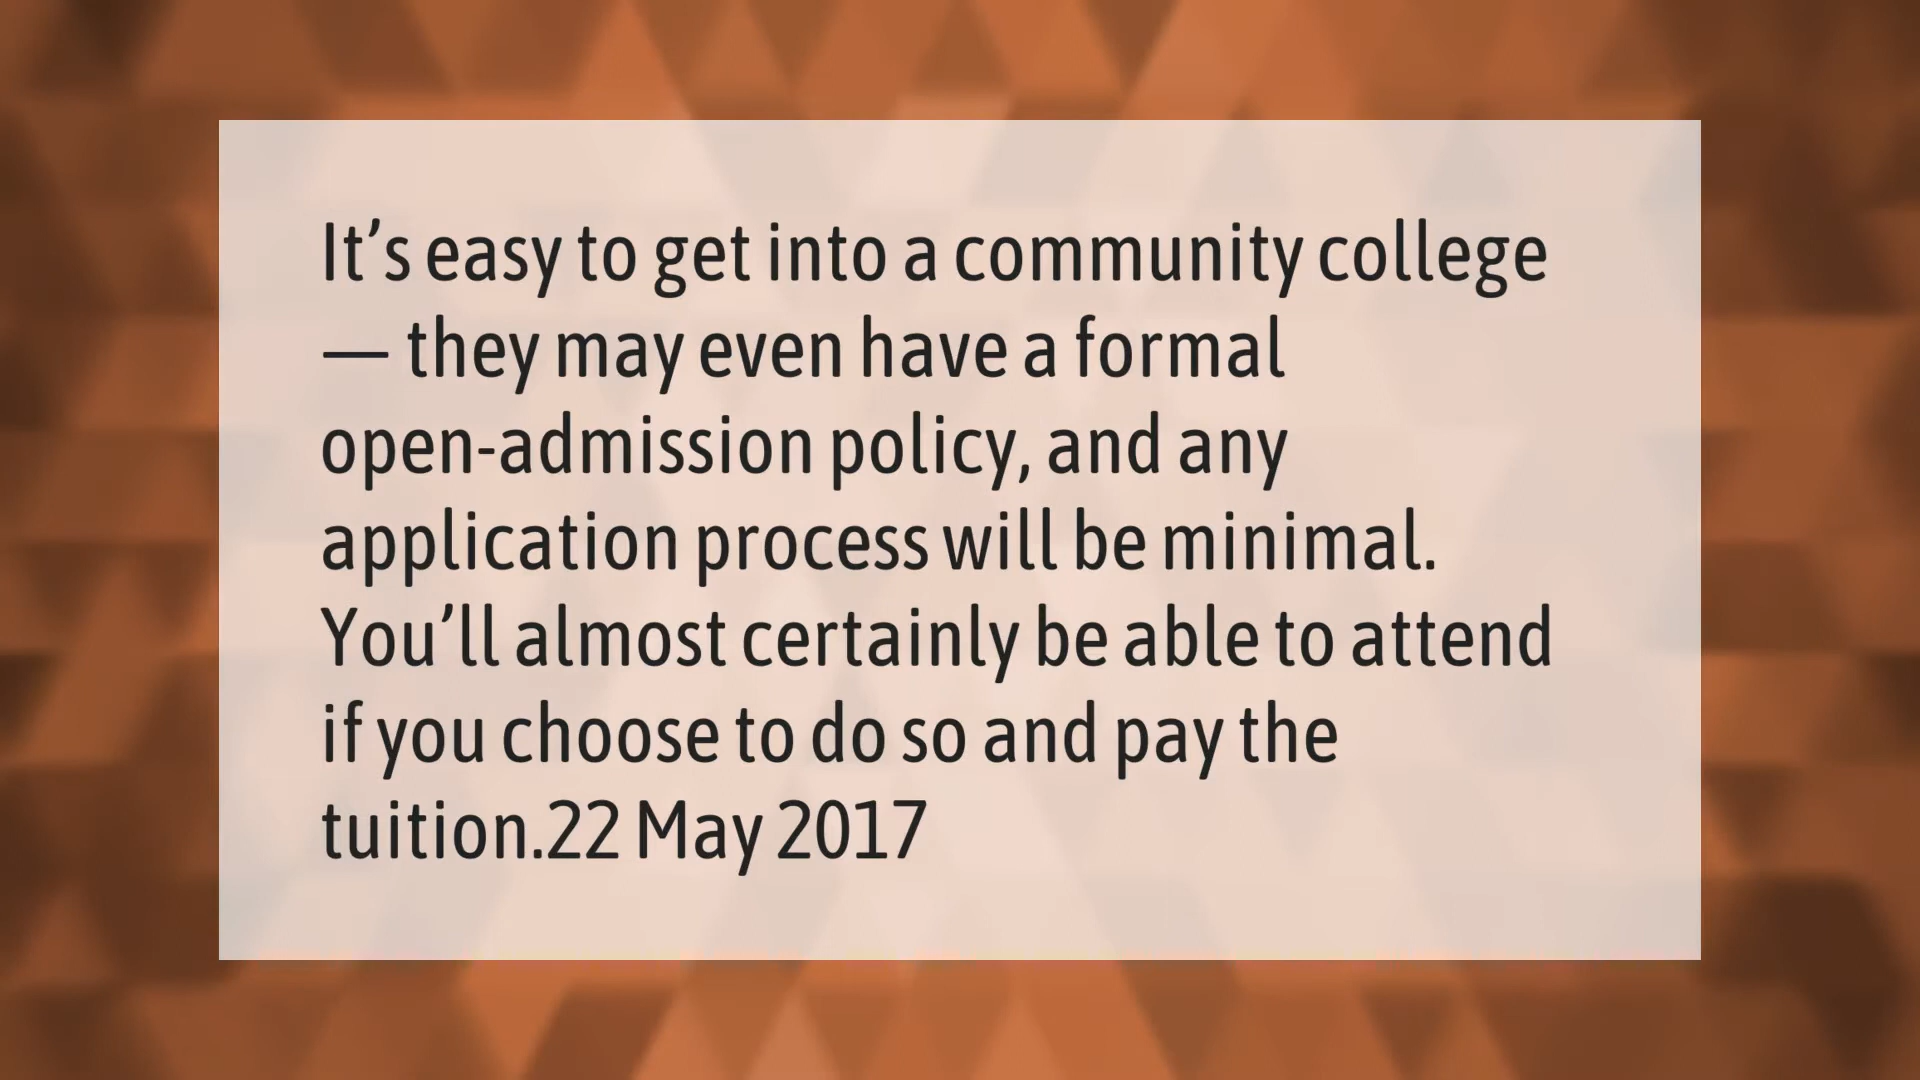 It’s easy to get into a community college
— they may even have a formal
open-admission policy, and any
application process will be minimal.
You’ll almost certainly be able to attend
if you choose to do so and pay the
tuition.22 May 2017